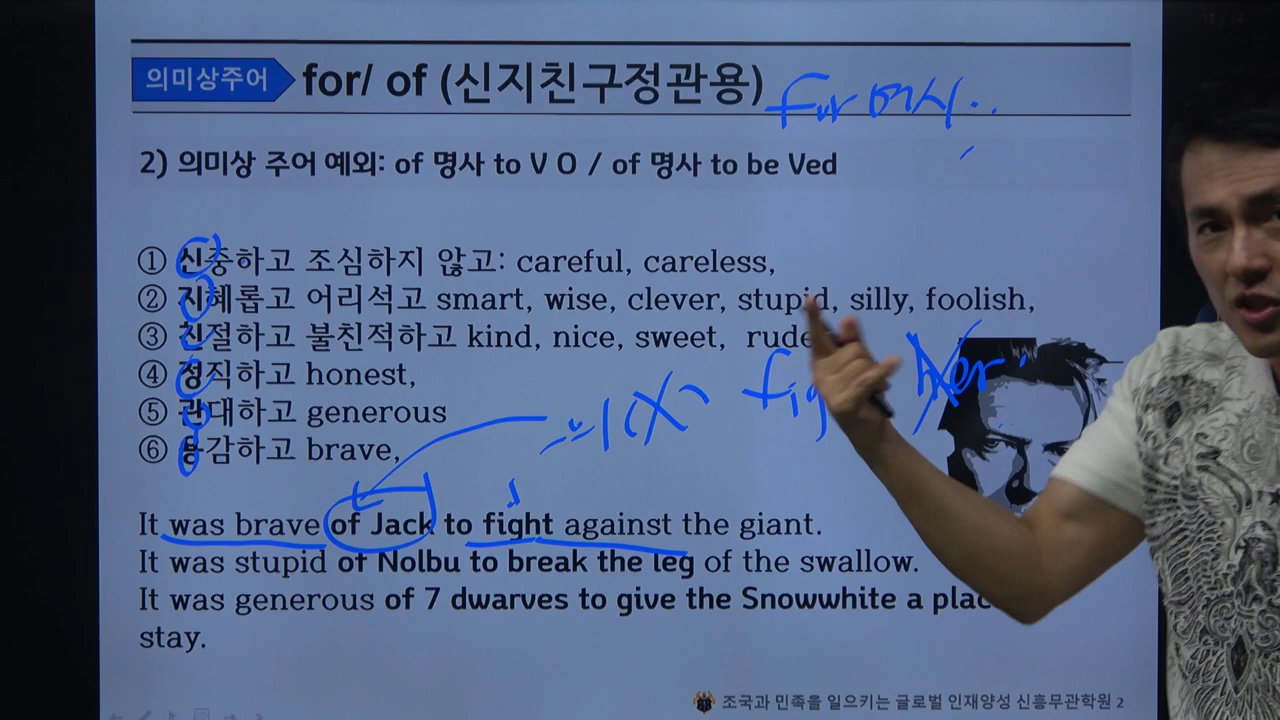 13 / 14
의미상주어 for/ of (신지친구정관용)
for 명사..
2) 의미상 주어 예외: of 명사 to V O / of 명사 to be Ved
① 신중하고 조심하지 않고: careful, careless,
② 지혜롭고 어리석고 smart, wise, clever, stupid, silly, foolish,
③ 친절하고 불친적하고 kind, nice, sweet, rude
④ 정직하고 honest,
⑤ 관대하고 generous
⑥ 용감하고 brave,
It was brave of Jack to fight against the giant.
It was stupid of Nolbu to break the leg of the swallow.
It was generous of 7 dwarves to give the Snowwhite a plac
stay.
조국과 민족을 일으키는 글로벌 인재양성 신흥무관학원 2